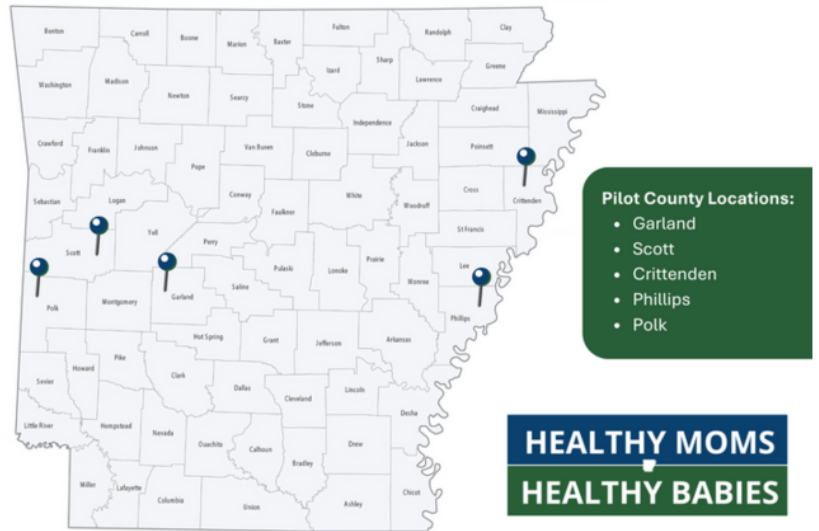 Benton
Carroll
Boone
Marion
Baxter
Fulton
Randolph
Clay
Izard
Sharp
Greene
Lawrence
Washington
Madison
Newton
Searcy
Stone
Independence
Craighead
Mississippi
Crawford
Franklin
Johnson
Pope
Van Buren
Cleburne
Jackson
Poinsett
Sebastian
Logan
Conway
Faulkner
White
Woodruff
Cross
Crittenden
St Francis
Scott
Yell
Perry
Pulaski
Lonoke
Prairie
Monroe
Lee
Polk
Montgomery
Garland
Saline
Phillips
Hot Spring
Grant
Jefferson
Arkansas
Sevier
Howard
Pike
Clark
Dallas
Cleveland
Lincoln
Desha
Little River
Hempstead
Nevada
Ouachita
Calhoun
Bradley
Drew
Miller
Lafayette
Columbia
Union
Ashley
Chicot
Pilot County Locations:
• Garland
• Scott
• Crittenden
• Phillips
• Polk
HEALTHY MOMS
HEALTHY BABIES